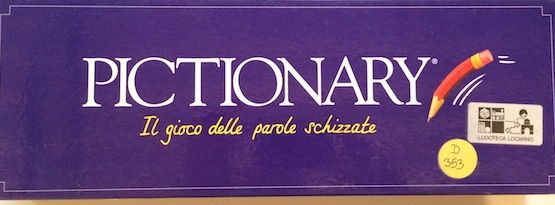 PICTIONARY®
Il gioco delle parole schizzate
LUDOTECA LOCARNO
D
353